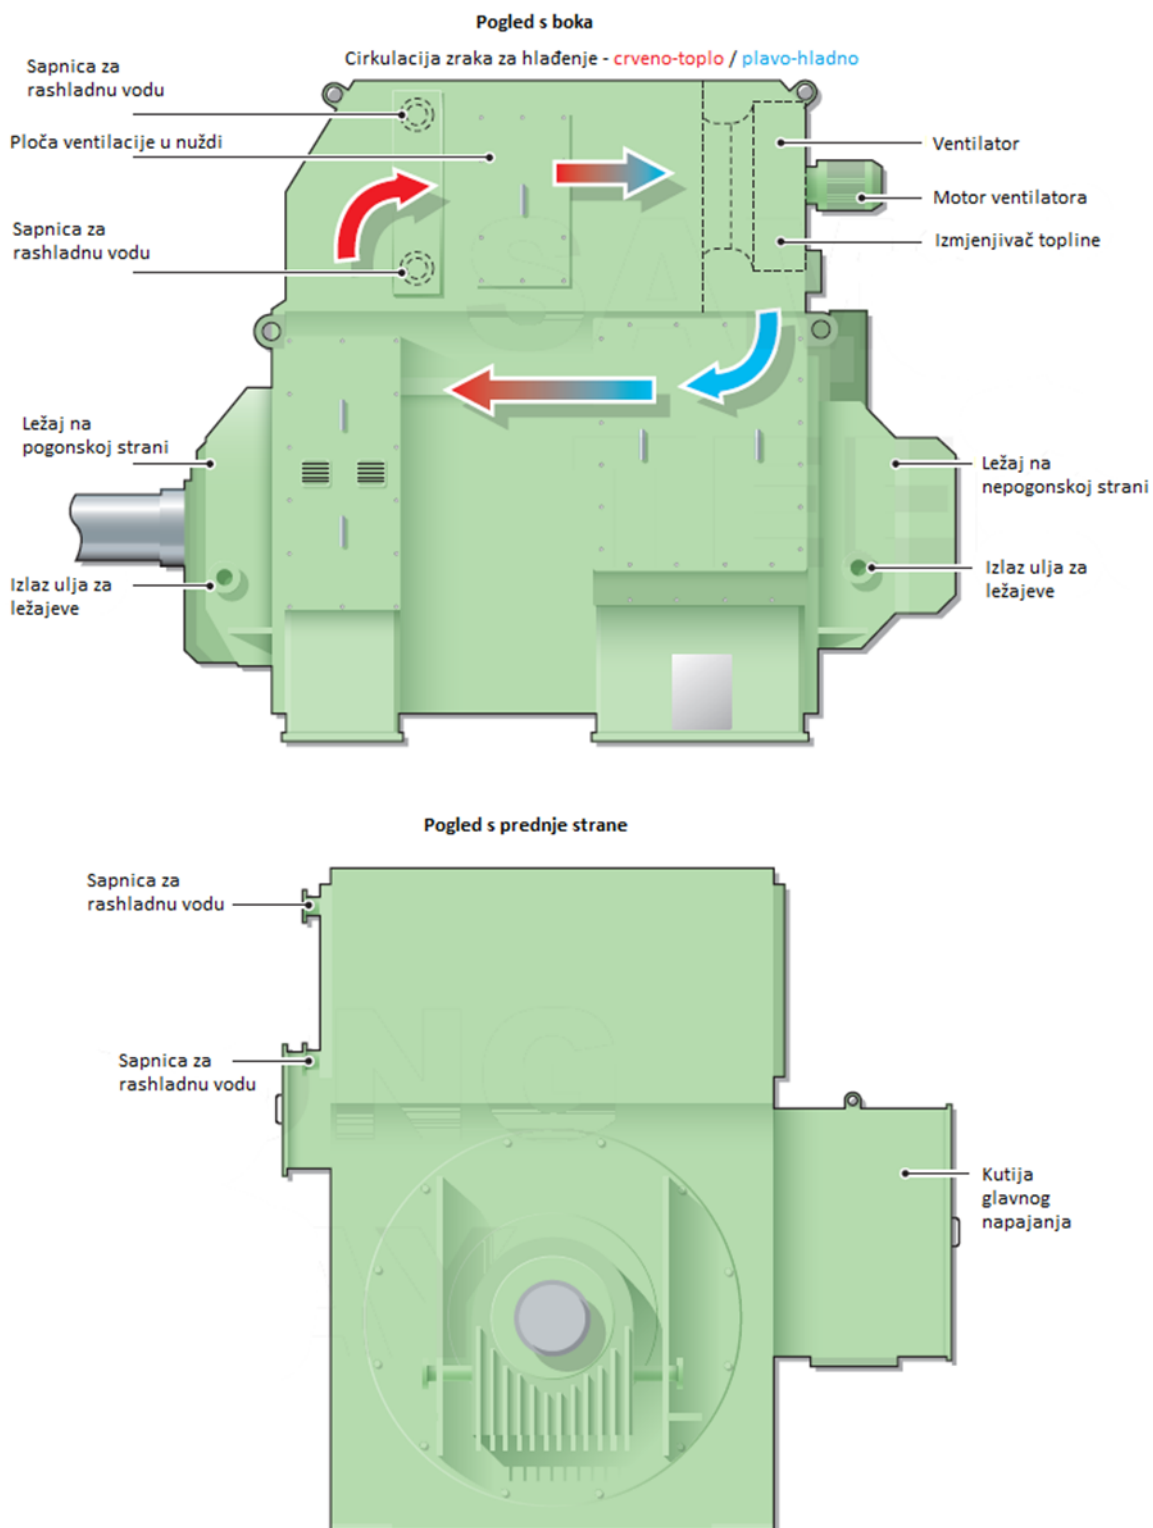 Pogled s boka
Cirkulacija zraka za hlađenje - crveno-toplo / plavo-hladno
Sapnica za
rashladnu vodu
Ploča ventilacije u nuždi
Sapnica za
rashladnu vodu
Ventilator
Motor ventilatora
Izmjenjivač topline
Ležaj na
pogonskoj strani
Ležaj na
nepogonskoj strani
Izlaz ulja za
ležajeve
Izlaz ulja za
ležajeve
Pogled s prednje strane
Sapnica za
rashladnu vodu
Sapnica za
rashladnu vodu
Kutija
glavnog
napajanja